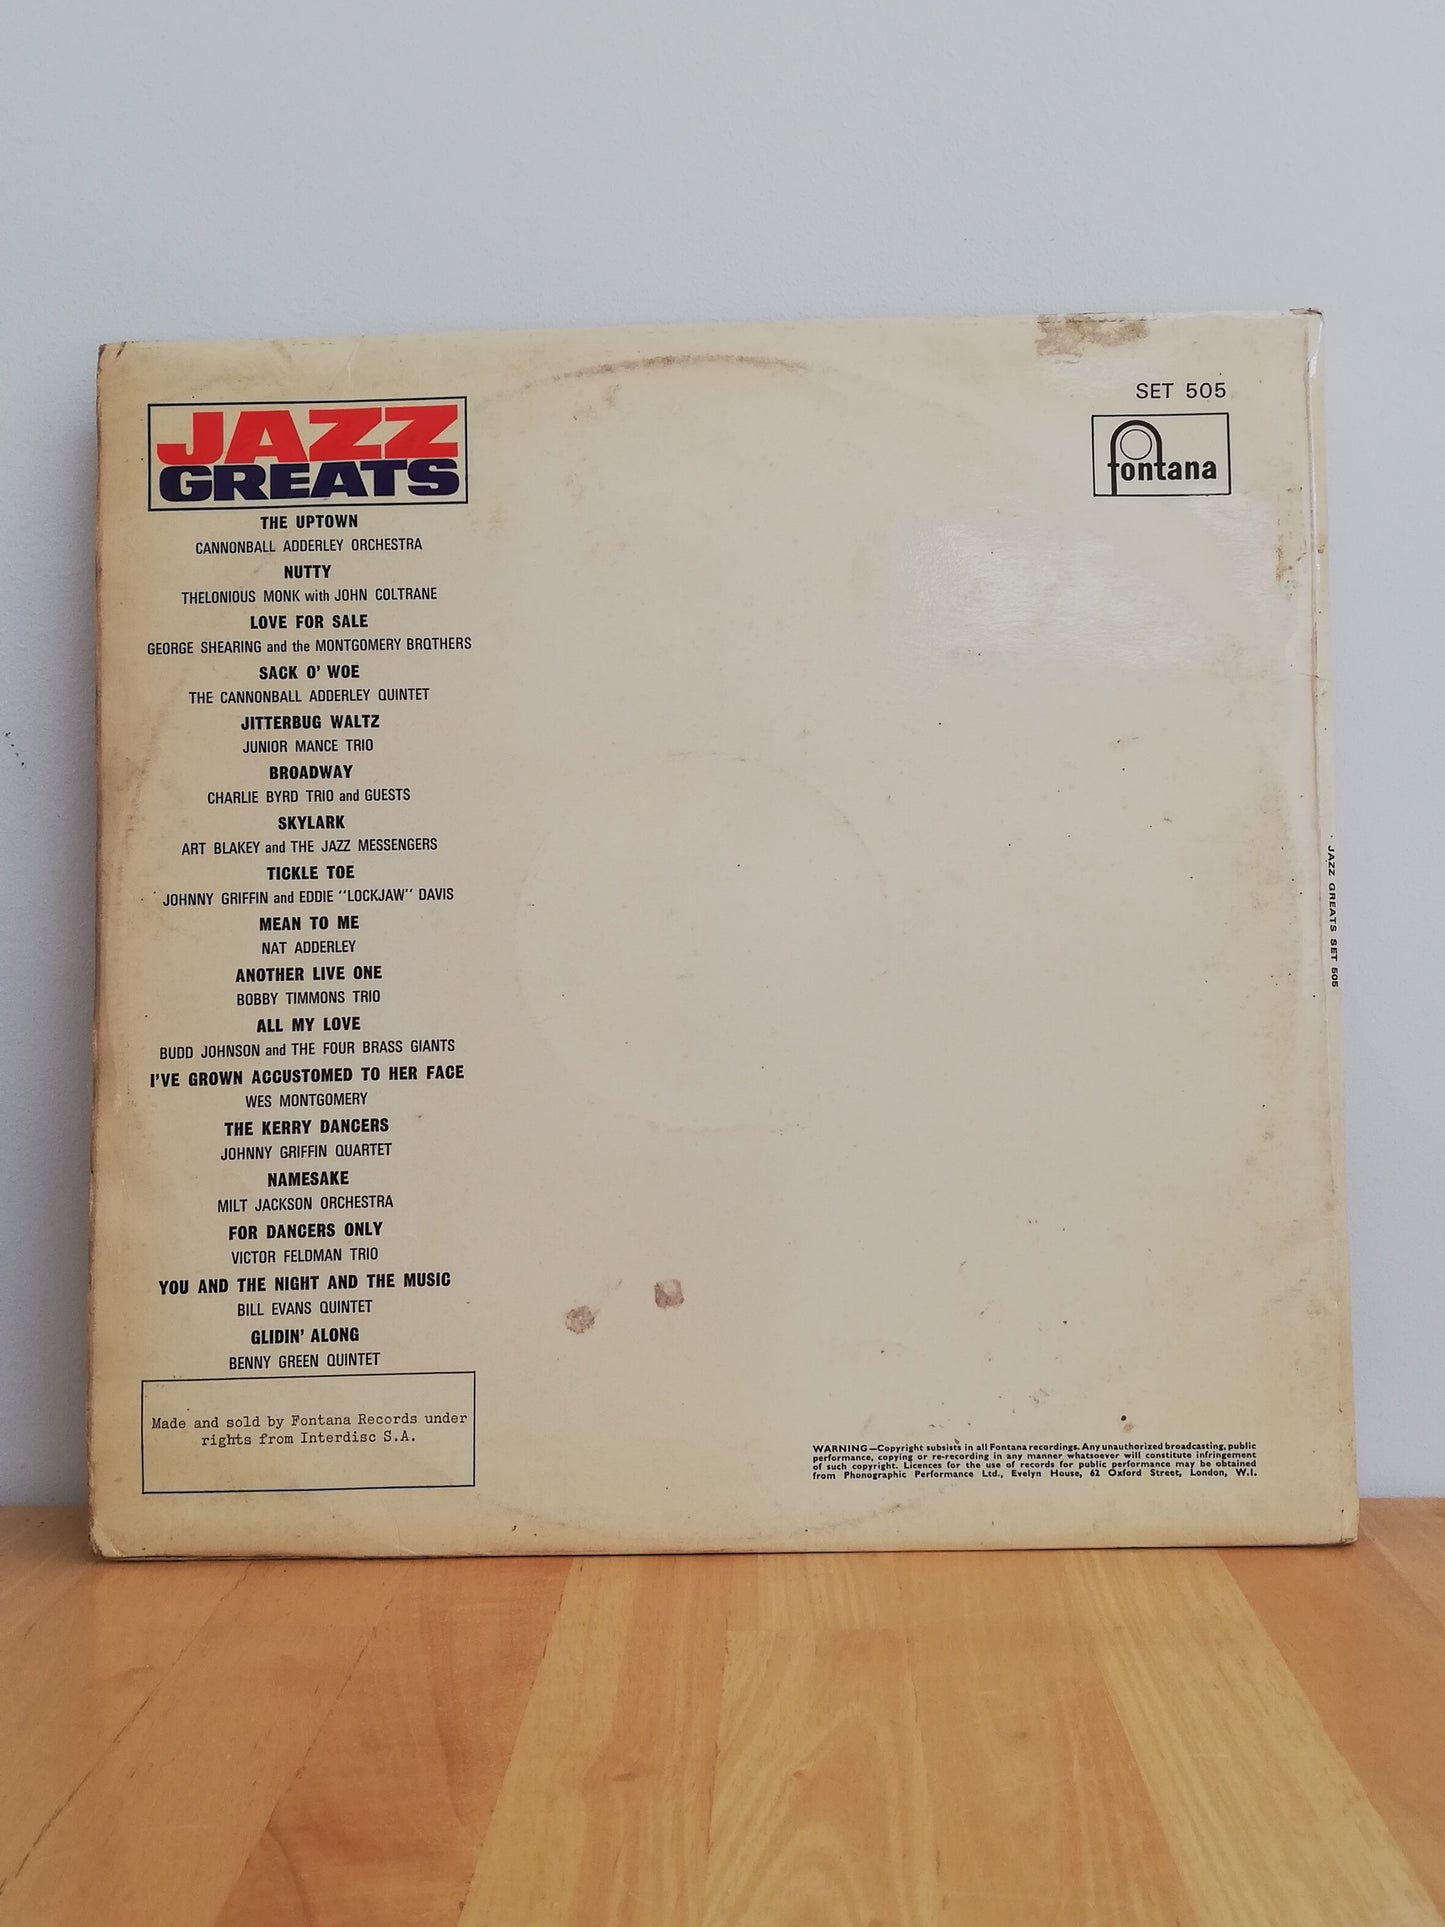 JAZZ
GREATS
THE UPTOWN
CANNONBALL ADDERLEY ORCHESTRA
NUTTY
THELONIOUS MONK with JOHN COLTRANE
LOVE FOR SALE
GEORGE SHEARING and the MONTGOMERY BROTHERS
SACK O' WOE
THE CANNONBALL ADDERLEY QUINTET
JITTERBUG WALTZ
JUNIOR MANCE TRIO
BROADWAY
CHARLIE BYRD TRIO and GUESTS
SKYLARK
ART BLAKEY and THE JAZZ MESSENGERS
TICKLE TOE
JOHNNY GRIFFIN and EDDIE "LOCKJAW" DAVIS
MEAN TO ME
NAT ADDERLEY
ANOTHER LIVE ONE
BOBBY TIMMONS TRIO
ALL MY LOVE
BUDD JOHNSON and THE FOUR BRASS GIANTS
I'VE GROWN ACCUSTOMED TO HER FACE
WES MONTGOMERY
THE KERRY DANCERS
JOHNNY GRIFFIN QUARTET
NAMESAKE
MILT JACKSON ORCHESTRA
FOR DANCERS ONLY
VICTOR FELDMAN TRIO
YOU AND THE NIGHT AND THE MUSIC
BILL EVANS QUINTET
GLIDIN' ALONG
BENNY GREEN QUINTET
Made and sold by Fontana Records under
rights from Interdisc S.A.
SET 505
fontana
JAZZ GREATS SET 505
WARNING—Copyright subsists in all Fontana recordings. Any unauthorized broadcasting, public
performance, copying or re-recording in any manner whatsoever will constitute infringement
of such copyright. Licences for the use of records for public performance may be obtained
from Phonographic Performance Ltd., Evelyn House, 62 Oxford Street, London, W.1.